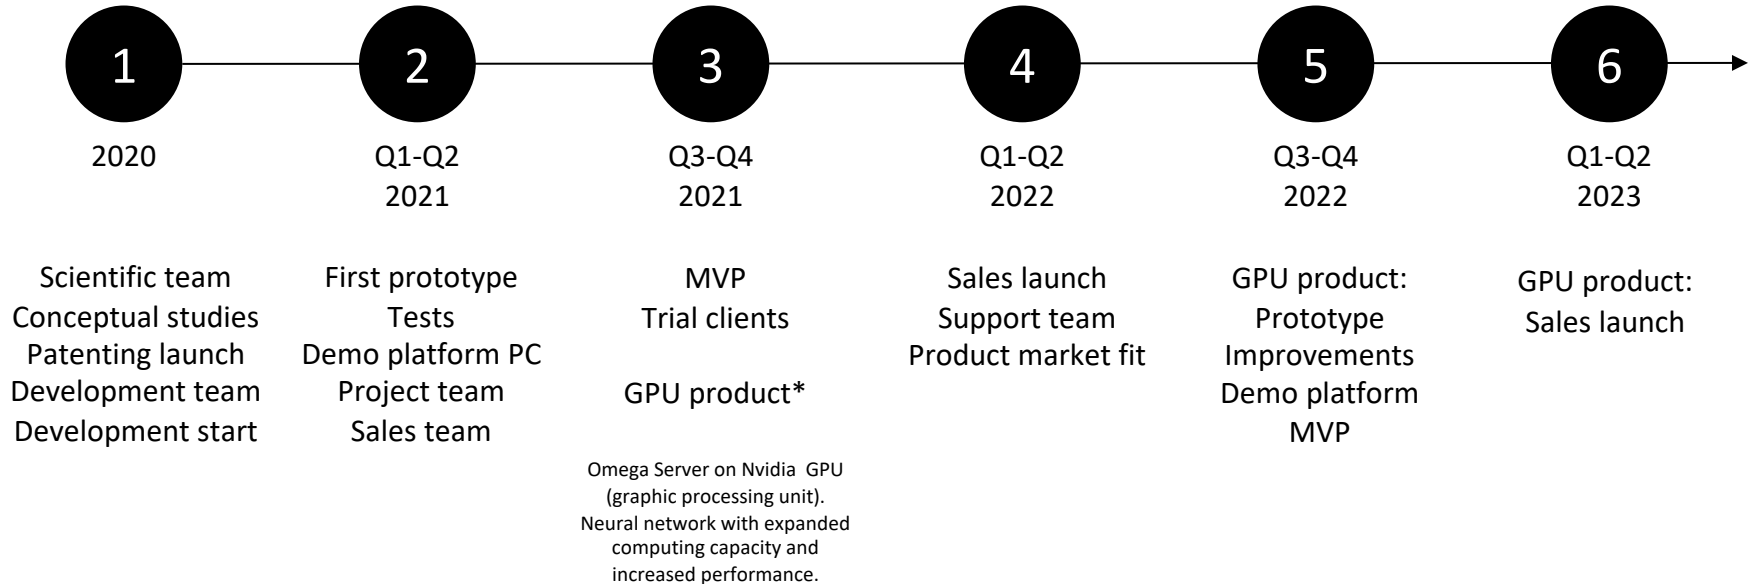 1
2020
Scientific team
Conceptual studies
Patenting launch
Development team
Development start
2
Q1-Q2
2021
First prototype
Tests
Demo platform PC
Project team
Sales team
3
Q3-Q4
2021
MVP
Trial clients
GPU product*
Omega Server on Nvidia GPU
(graphic processing unit).
Neural network with expanded
computing capacity and
increased performance.
4
Q1-Q2
2022
Sales launch
Support team
Product market fit
5
Q3-Q4
2022
GPU product:
Prototype
Improvements
Demo platform
MVP
6
Q1-Q2
2023
GPU product:
Sales launch